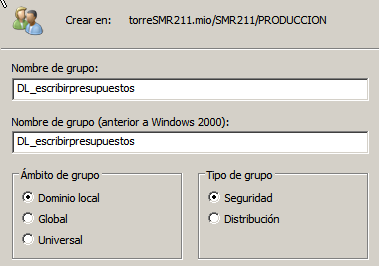 Crear en: torreSMR211.mio/SMR211/PRODUCCION
Nombre de grupo:
DL_escribirpresupuestos
Nombre de grupo (anterior a Windows 2000):
DL_escribirpresupuestos
Ámbito de grupo
Dominio local
Global
Universal
Tipo de grupo
Seguridad
Distribución